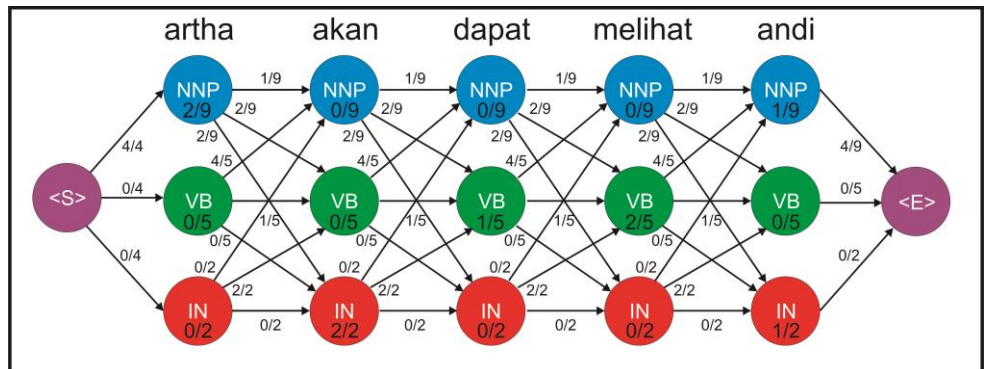 artha akan dapat melihat andi
1/9 1/9 1/9 1/9
NNP NNP NNP NNP NNP
2/9 0/9 0/9 0/9 1/9
2/9 2/9 2/9 2/9
2/9 2/9 2/9 2/9
4/4 4/9
4/5 4/5 4/5 4/5
<S> 0/4 VB VB VB VB VB 0/5 <E>
0/5 0/5 1/5 2/5 0/5
1/5 1/5 1/5 1/5
0/5 0/5 0/5 0/5
0/4 0/2
0/2 0/2 0/2 0/2
2/2 2/2 2/2 2/2
IN IN IN IN IN
0/2 2/2 0/2 0/2 1/2
0/2 0/2 0/2 0/2